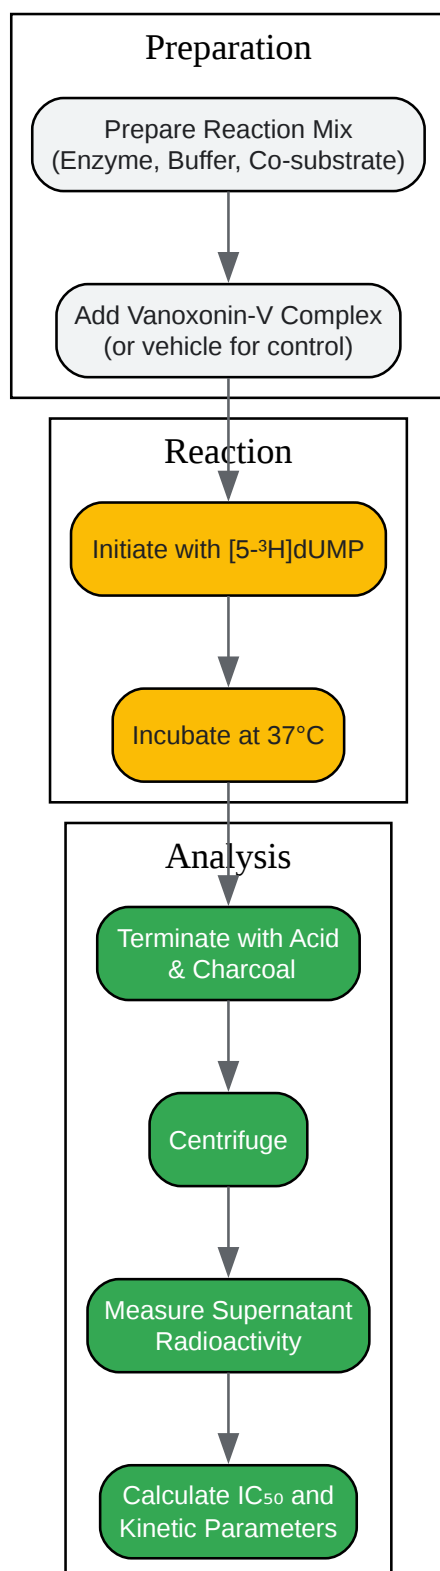 Preparation
Prepare Reaction Mix
(Enzyme, Buffer, Co-substrate)
Add Vanoxonin-V Complex
(or vehicle for control)
Reaction
Initiate with [5-³H]dUMP
Incubate at 37°C
Analysis
Terminate with Acid
& Charcoal
Centrifuge
Measure Supernatant
Radioactivity
Calculate IC₅₀ and
Kinetic Parameters